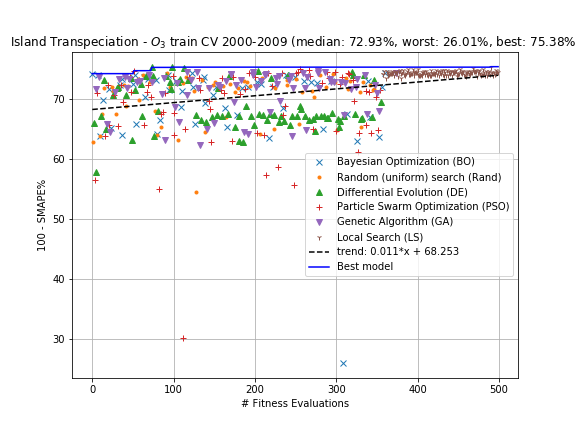 Island Transpeciation - O3 train CV 2000-2009 (median: 72.93%, worst: 26.01%, best: 75.38%
70
60
50
40
30
100 - SMAPE%
Bayesian Optimization (BO)
Random (uniform) search (Rand)
Differential Evolution (DE)
Particle Swarm Optimization (PSO)
Genetic Algorithm (GA)
Local Search (LS)
trend: 0.011*x + 68.253
Best model
0 100 200 300 400 500
# Fitness Evaluations